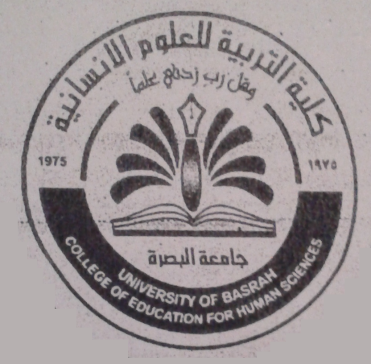 كلية التربية للعلوم الانسانية
وقل رب زدني علماً
1975
١٩٧٥
جامعة البصرة
UNIVERSITY OF BASRAH
COLLEGE OF EDUCATION FOR HUMAN SCIENCES